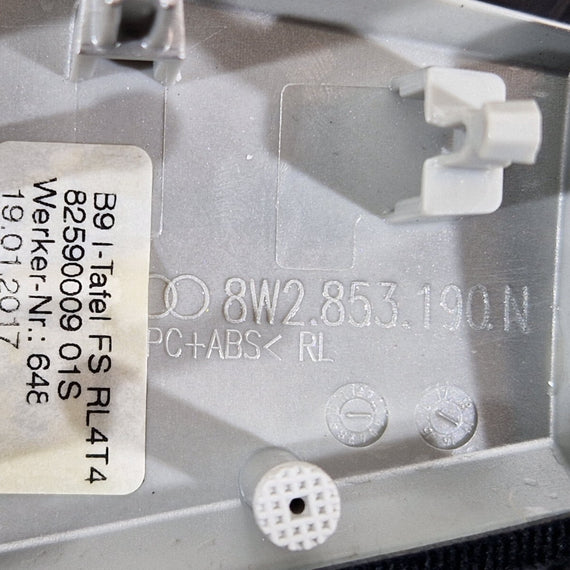 B9 I-Tafel FS RL4T4
82590009 01S
Werker-Nr.: 648
19.01.2017
8W2.853.190.N
PC+ABS< RL